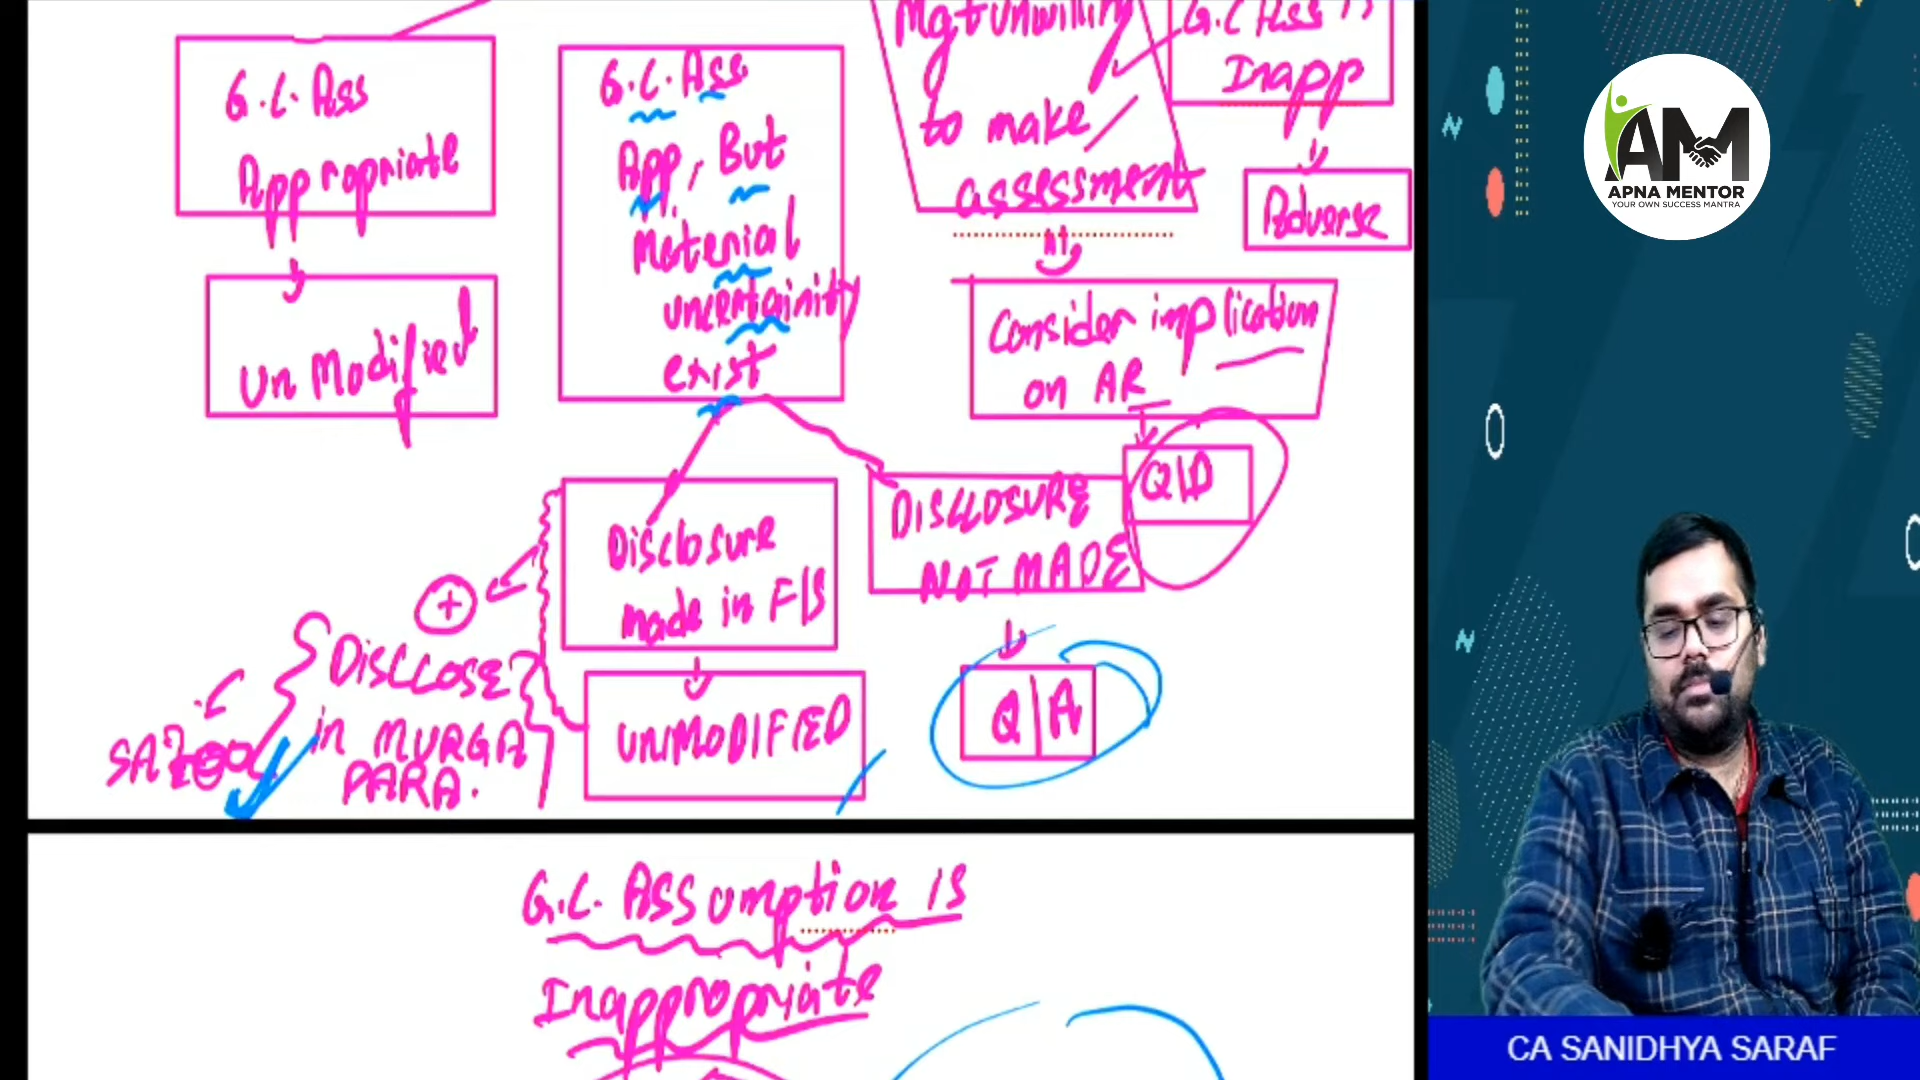 G.C. Ass
Appropriate
Un Modified
G.C. Ass
App, But
Material
uncertainity
exist
Mgt unwilling
to make
assessment
G.C Ass is
Inapp
Adverse
Consider implication
on AR
Q|D
Disclosure
made in F/S
UNMODIFIED
DISCLOSURE
NOT MADE
Q|A
+
DISCLOSE
in MURGA
PARA.
G.C. Assumption is
Inappropriate
AM
APNA MENTOR
YOUR OWN SUCCESS MANTRA
CA SANIDHYA SARAF